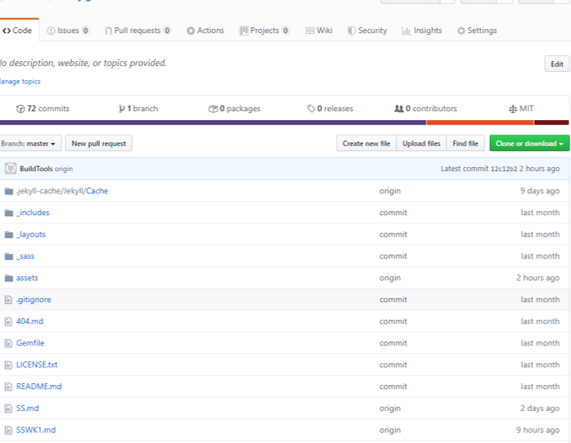 Code Issues 0 Pull requests 0 Actions Projects 0 Wiki Security Insights Settings
No description, website, or topics provided. Edit
anage topics
72 commits 1 branch 0 packages 0 releases 0 contributors MIT
Branch: master New pull request Create new file Upload files Find file Clone or download
BuildTools origin Latest commit 12c12b2 2 hours ago
.jekyll-cache/Jekyll/Cache origin 9 days ago
_includes commit last month
_layouts commit last month
_sass commit last month
assets origin 2 hours ago
.gitignore commit last month
404.md commit last month
Gemfile commit last month
LICENSE.txt commit last month
README.md commit last month
SS.md origin 2 days ago
SSWK1.md origin 9 hours ago